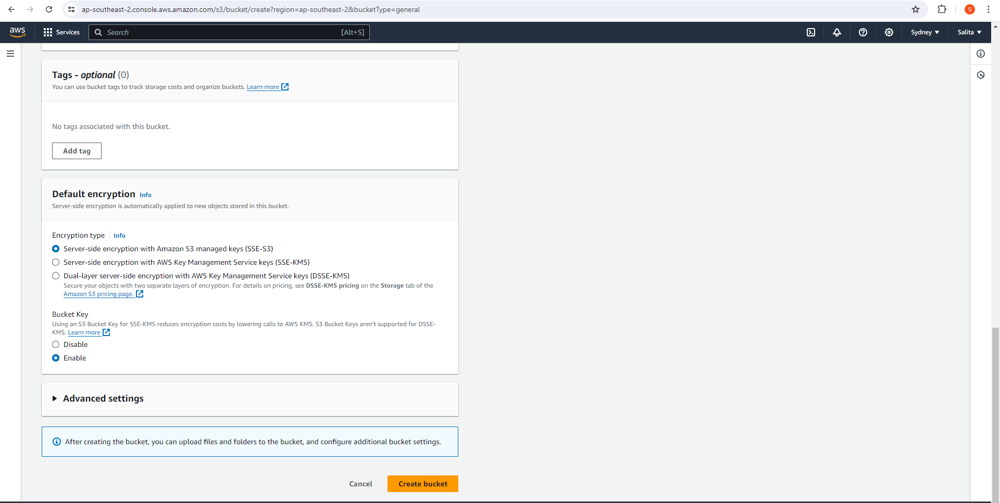 ap-southeast-2.console.aws.amazon.com/s3/bucket/create?region=ap-southeast-2&bucketType=general
S
aws
Services
Search
[Alt+S]
Sydney
Salita
Tags - optional (0)
You can use bucket tags to track storage costs and organize buckets. Learn more
No tags associated with this bucket.
Add tag
Default encryption Info
Server-side encryption is automatically applied to new objects stored in this bucket.
Encryption type Info
Server-side encryption with Amazon S3 managed keys (SSE-S3)
Server-side encryption with AWS Key Management Service keys (SSE-KMS)
Dual-layer server-side encryption with AWS Key Management Service keys (DSSE-KMS)
Secure your objects with two separate layers of encryption. For details on pricing, see DSSE-KMS pricing on the Storage tab of the
Amazon S3 pricing page.
Bucket Key
Using an S3 Bucket Key for SSE-KMS reduces encryption costs by lowering calls to AWS KMS. S3 Bucket Keys aren't supported for DSSE-
KMS. Learn more
Disable
Enable
Advanced settings
After creating the bucket, you can upload files and folders to the bucket, and configure additional bucket settings.
Cancel
Create bucket